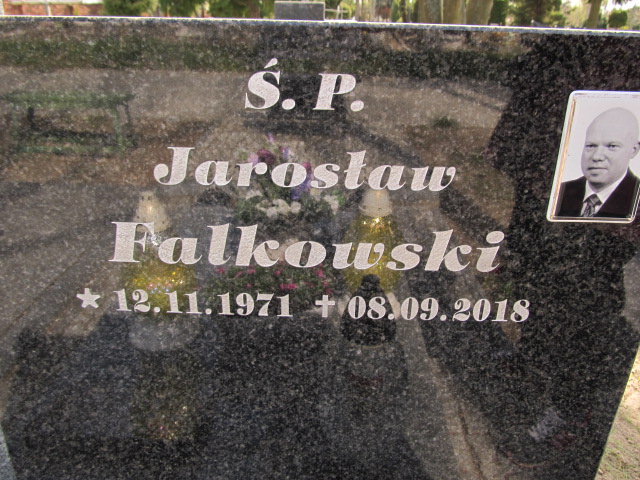 Ś. P.
Jarosław
Falkowski
★ 12.11.1971 ✝ 08.09.2018